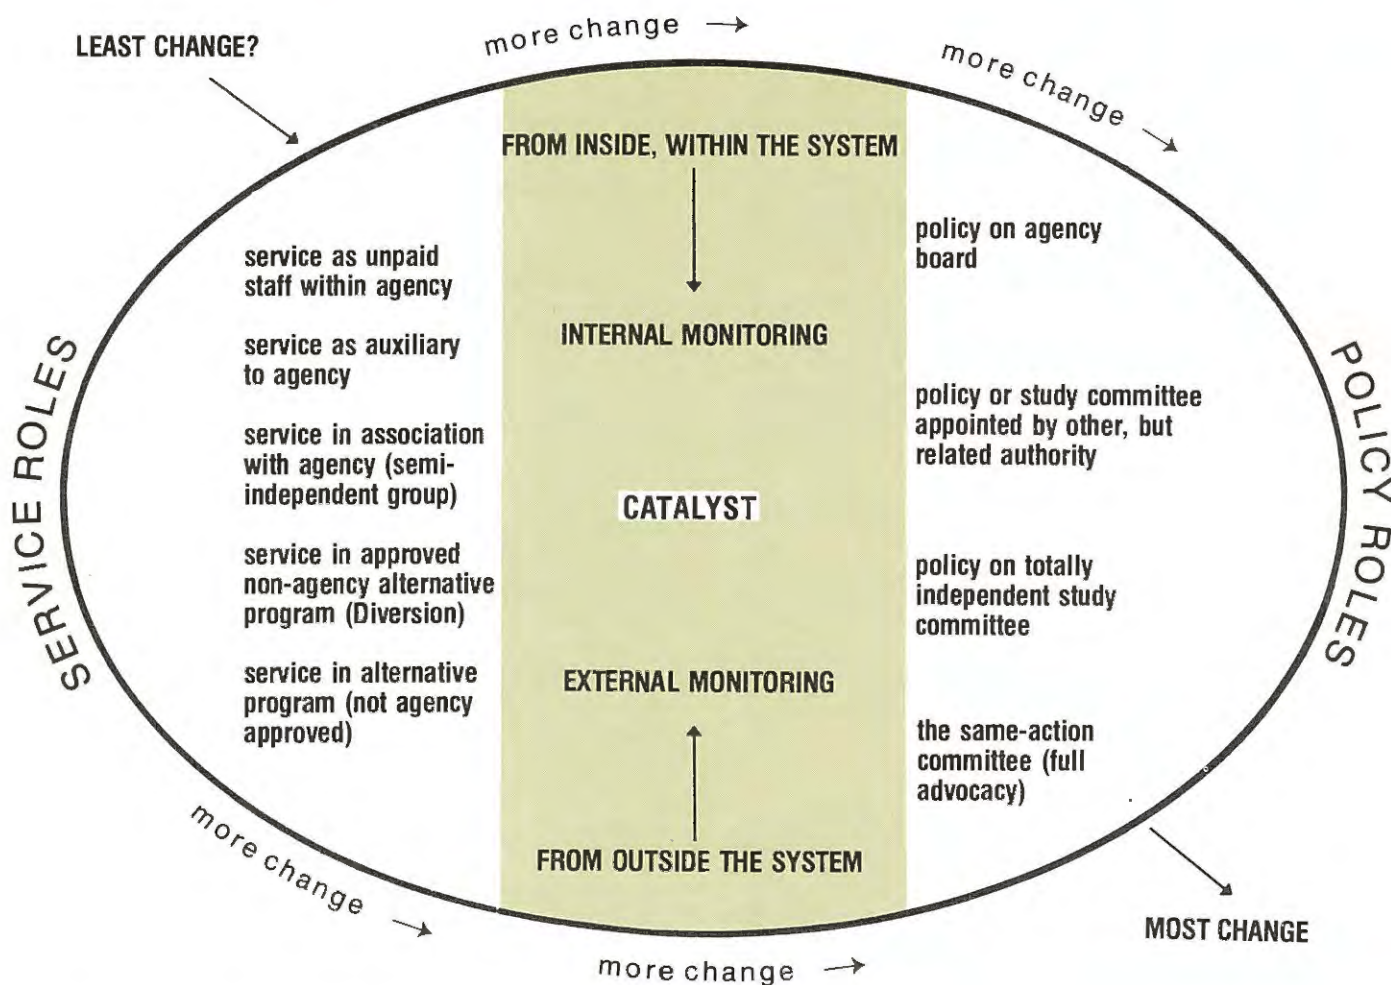 LEAST CHANGE?
more change →
more change →
SERVICE ROLES
service as unpaid
staff within agency
service as auxiliary
to agency
service in association
with agency (semi-
independent group)
service in approved
non-agency alternative
program (Diversion)
service in alternative
program (not agency
approved)
FROM INSIDE, WITHIN THE SYSTEM
INTERNAL MONITORING
CATALYST
EXTERNAL MONITORING
FROM OUTSIDE THE SYSTEM
policy on agency
board
policy or study committee
appointed by other, but
related authority
policy on totally
independent study
committee
the same-action
committee (full
advocacy)
POLICY ROLES
more change →
more change →
MOST CHANGE